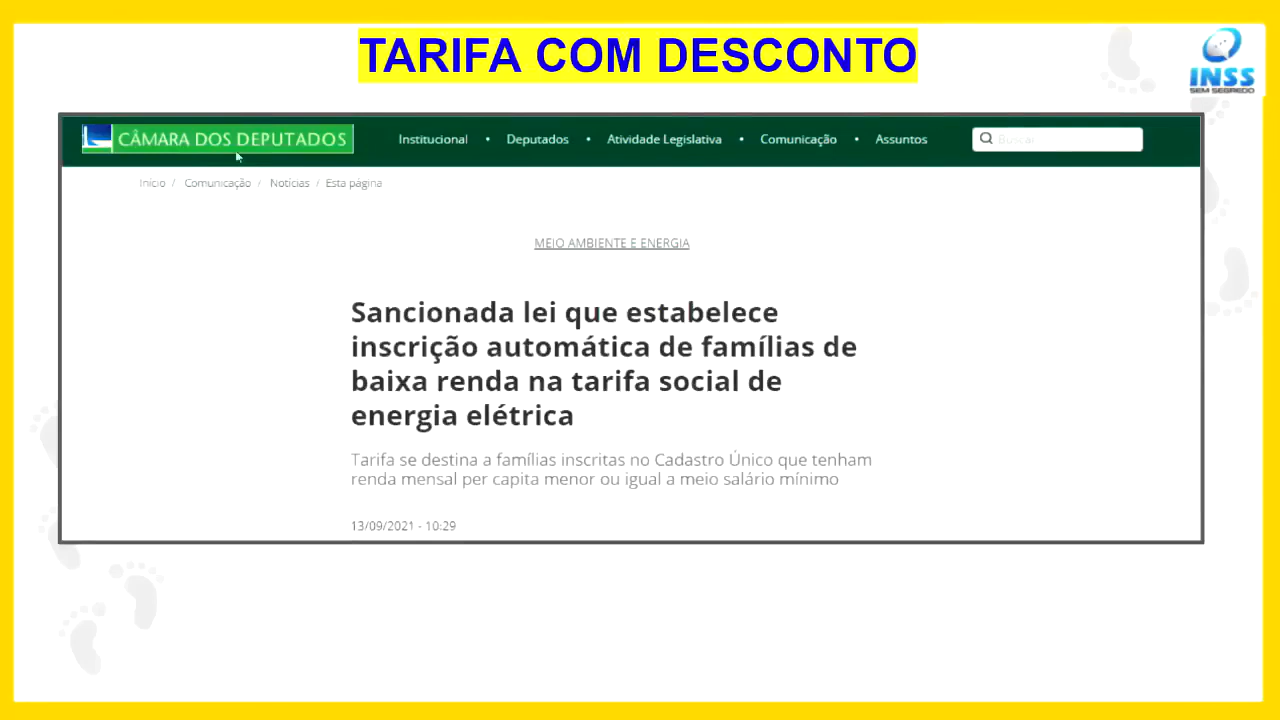 TARIFA COM DESCONTO
INSS
SEM SEGREDO
CÂMARA DOS DEPUTADOS
Institucional • Deputados • Atividade Legislativa • Comunicação • Assuntos
Buscar
Início / Comunicação / Notícias / Esta página
MEIO AMBIENTE E ENERGIA
Sancionada lei que estabelece
inscrição automática de famílias de
baixa renda na tarifa social de
energia elétrica
Tarifa se destina a famílias inscritas no Cadastro Único que tenham
renda mensal per capita menor ou igual a meio salário mínimo
13/09/2021 - 10:29